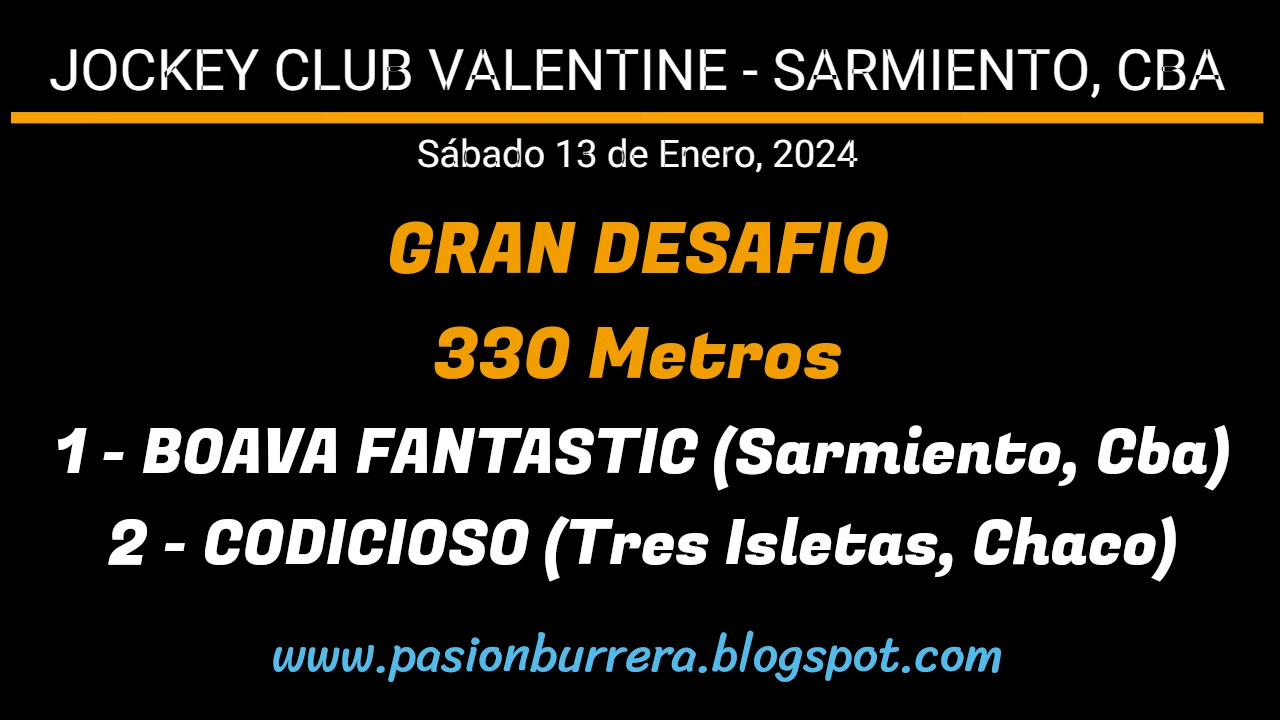 JOCKEY CLUB VALENTINE - SARMIENTO, CBA
Sábado 13 de Enero, 2024
GRAN DESAFIO
330 Metros
1 - BOAVA FANTASTIC (Sarmiento, Cba)
2 - CODICIOSO (Tres Isletas, Chaco)
www.pasionburrera.blogspot.com